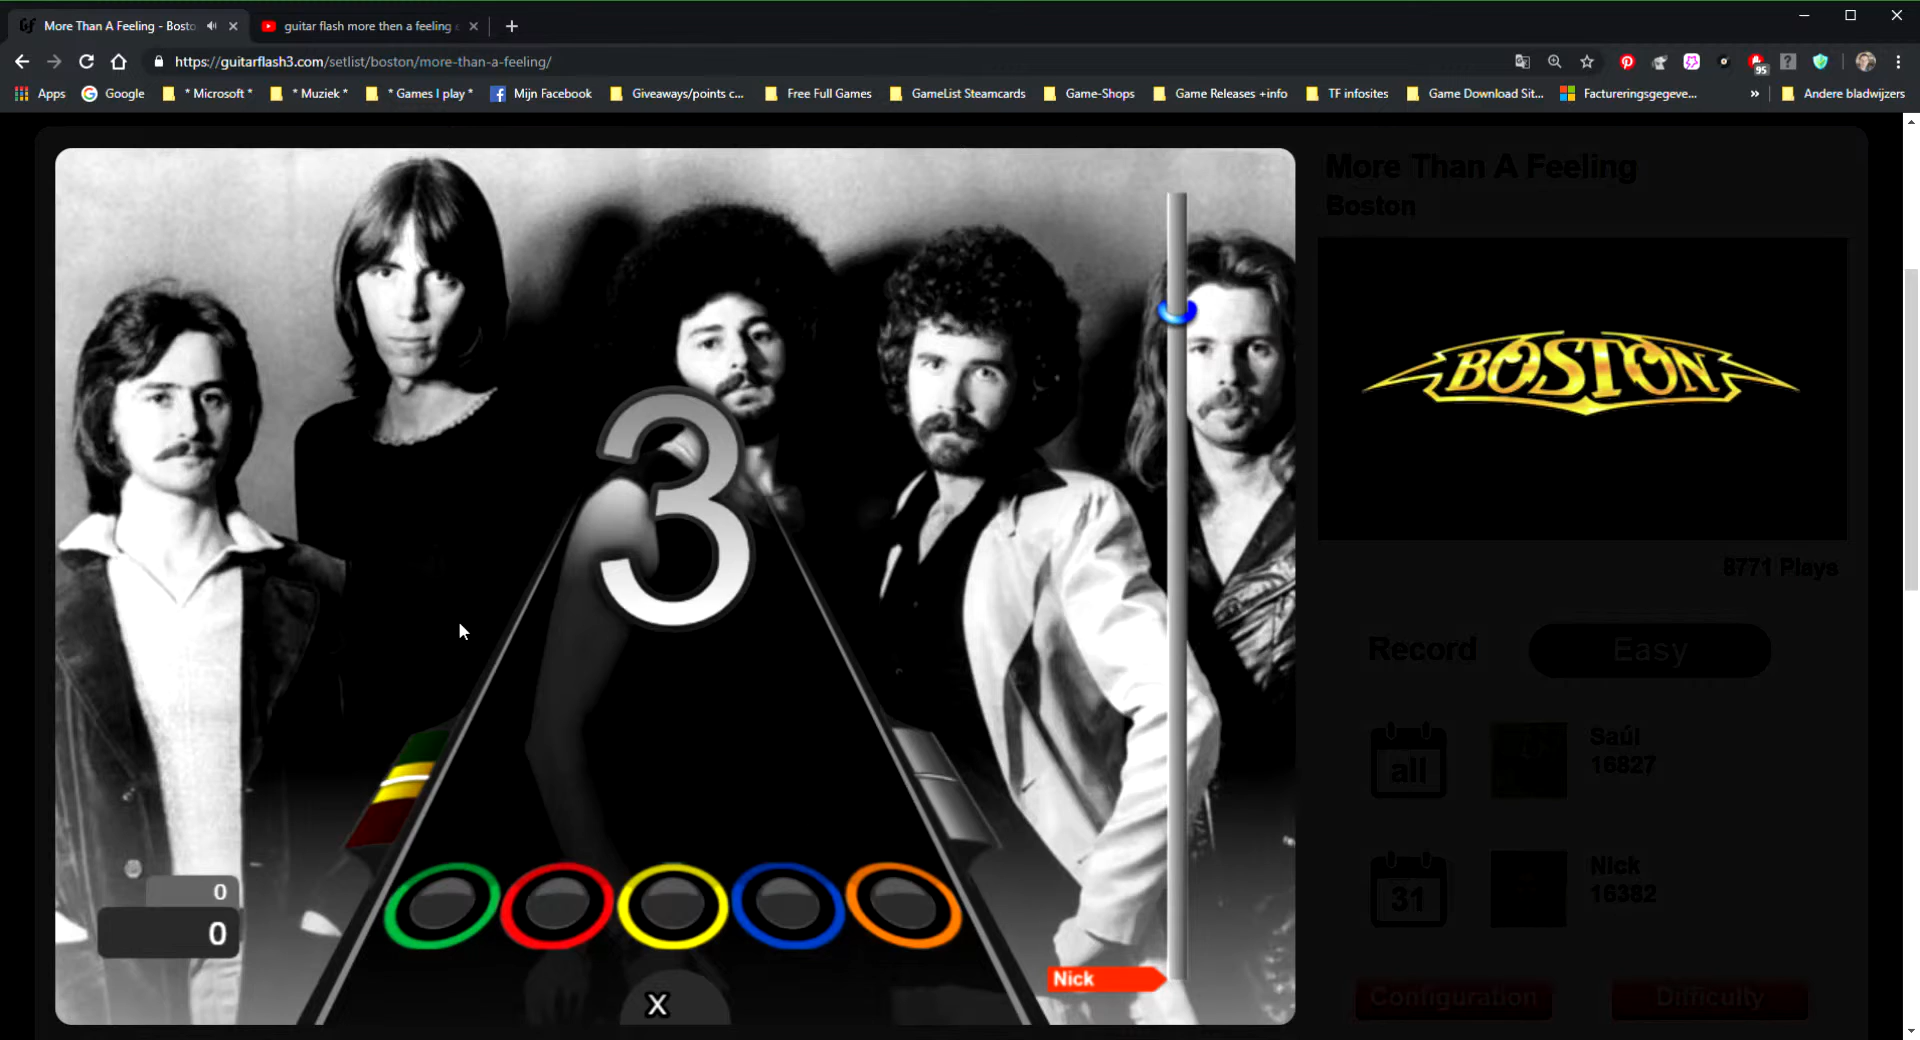 More Than A Feeling - Bosto
guitar flash more then a feeling
https://guitarflash3.com/setlist/boston/more-than-a-feeling/
95
Apps
Google
* Microsoft *
* Muziek *
* Games I play *
Mijn Facebook
Giveaways/points c...
Free Full Games
GameList Steamcards
Game-Shops
Game Releases +info
TF infosites
Game Download Sit...
Factureringsgegeve...
»
Andere bladwijzers
More Than A Feeling
Boston
BOSTON
8771 Plays
3
Record
Easy
all
Saúl
16827
31
Nick
16382
0
0
Nick
X
Configuration
Difficulty